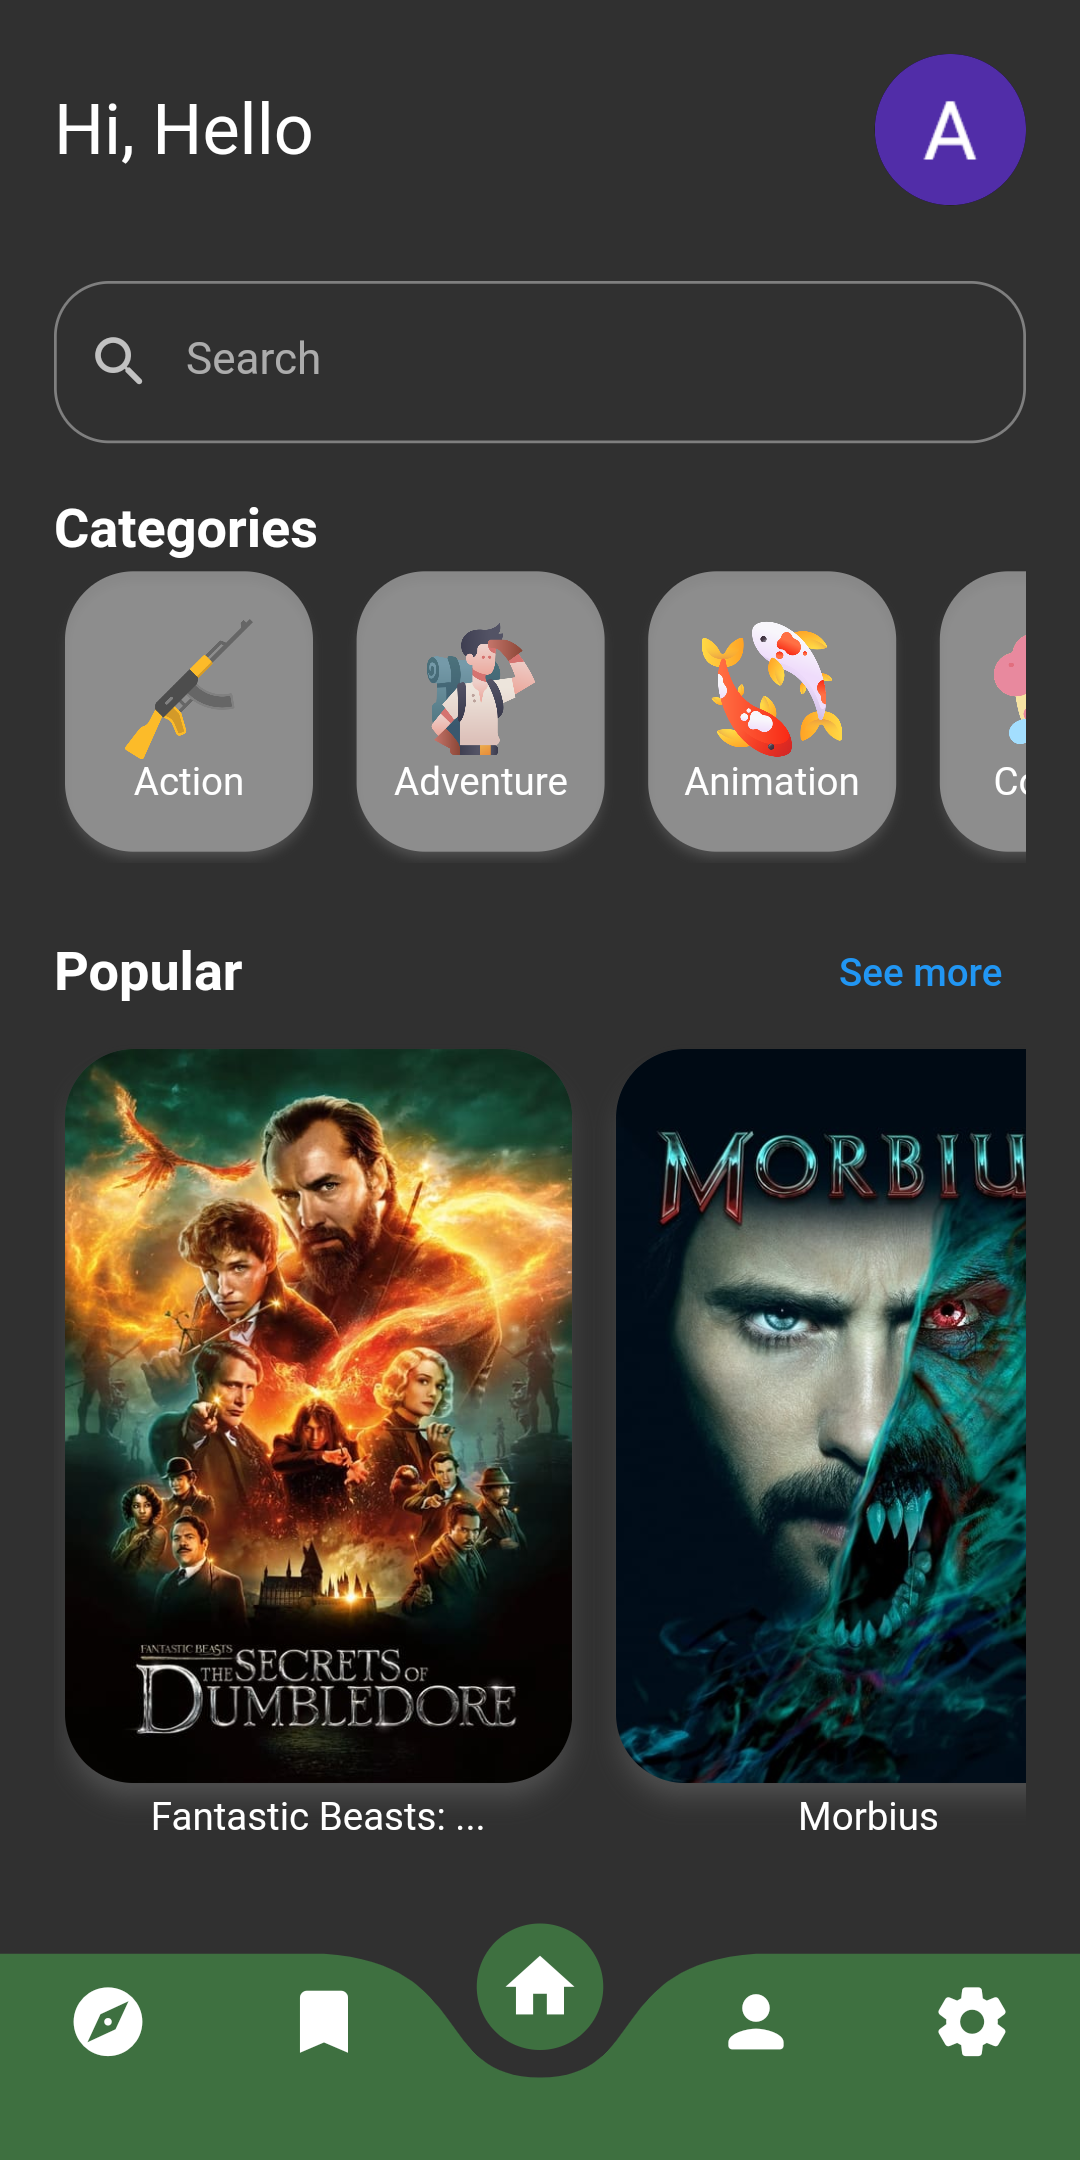 Hi, Hello
A
Search
Categories
Action
Adventure
Animation
Co
Popular
See more
MORBIU
FANTASTIC BEASTS
THE SECRETS OF
DUMBLEDORE
Fantastic Beasts: ...
Morbius